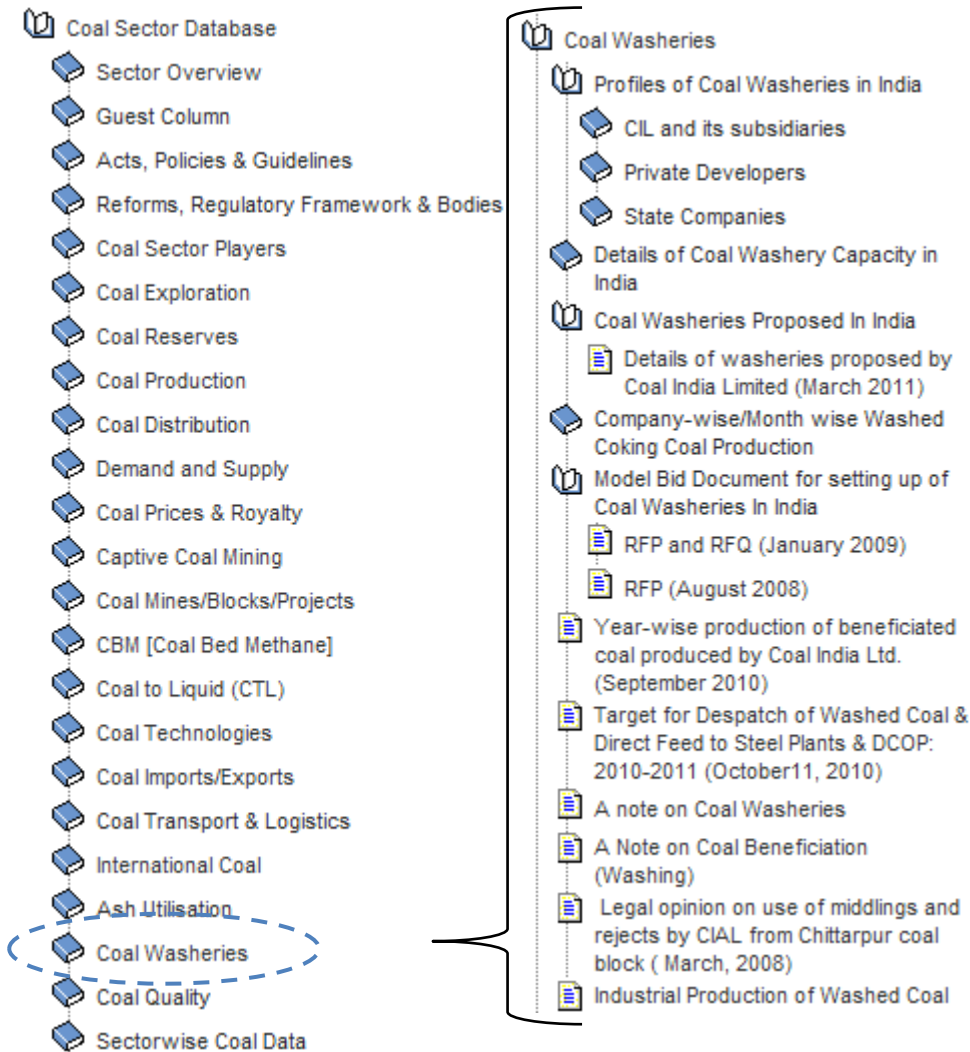 Coal Sector Database
Sector Overview
Guest Column
Acts, Policies & Guidelines
Reforms, Regulatory Framework & Bodies
Coal Sector Players
Coal Exploration
Coal Reserves
Coal Production
Coal Distribution
Demand and Supply
Coal Prices & Royalty
Captive Coal Mining
Coal Mines/Blocks/Projects
CBM [Coal Bed Methane]
Coal to Liquid (CTL)
Coal Technologies
Coal Imports/Exports
Coal Transport & Logistics
International Coal
Ash Utilisation
Coal Washeries
Coal Quality
Sectorwise Coal Data
Coal Washeries
Profiles of Coal Washeries in India
CIL and its subsidiaries
Private Developers
State Companies
Details of Coal Washery Capacity in
India
Coal Washeries Proposed In India
Details of washeries proposed by
Coal India Limited (March 2011)
Company-wise/Month wise Washed
Coking Coal Production
Model Bid Document for setting up of
Coal Washeries In India
RFP and RFQ (January 2009)
RFP (August 2008)
Year-wise production of beneficiated
coal produced by Coal India Ltd.
(September 2010)
Target for Despatch of Washed Coal &
Direct Feed to Steel Plants & DCOP:
2010-2011 (October11, 2010)
A note on Coal Washeries
A Note on Coal Beneficiation
(Washing)
Legal opinion on use of middlings and
rejects by CIAL from Chittarpur coal
block ( March, 2008)
Industrial Production of Washed Coal